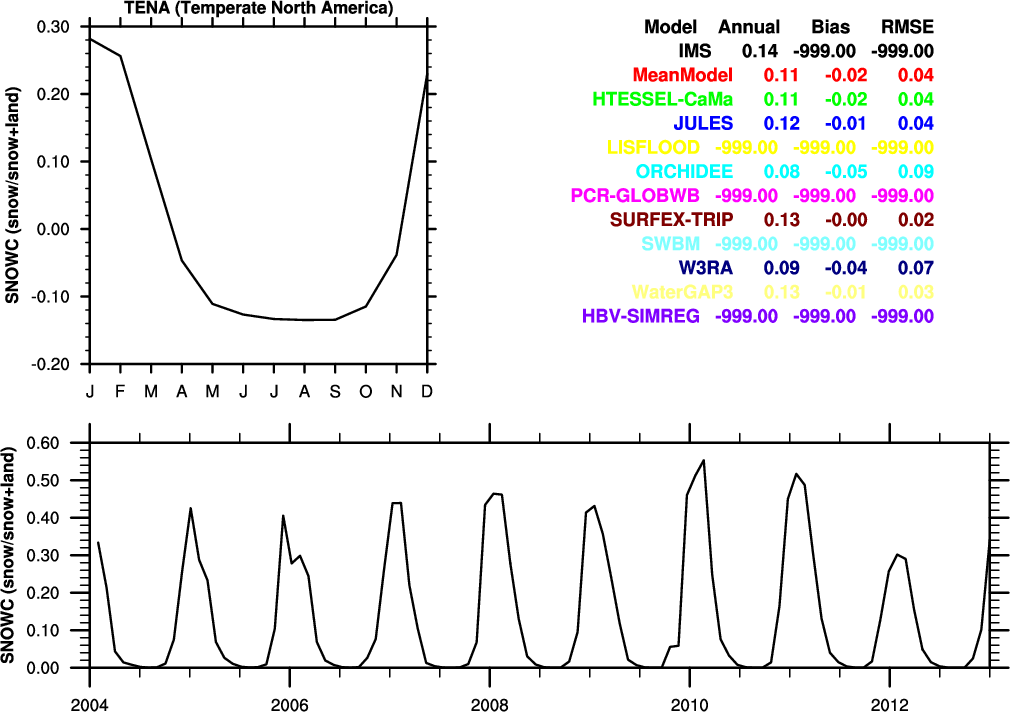 TENA (Temperate North America)
0.30
0.20
0.10
0.00
-0.10
-0.20
SNOWC (snow/snow+land)
J F M A M J J A S O N D
Model Annual Bias RMSE
IMS 0.14 -999.00 -999.00
MeanModel 0.11 -0.02 0.04
HTESSEL-CaMa 0.11 -0.02 0.04
JULES 0.12 -0.01 0.04
LISFLOOD -999.00 -999.00 -999.00
ORCHIDEE 0.08 -0.05 0.09
PCR-GLOBWB -999.00 -999.00 -999.00
SURFEX-TRIP 0.13 -0.00 0.02
SWBM -999.00 -999.00 -999.00
W3RA 0.09 -0.04 0.07
WaterGAP3 0.13 -0.01 0.03
HBV-SIMREG -999.00 -999.00 -999.00
0.60
0.50
0.40
0.30
0.20
0.10
0.00
SNOWC (snow/snow+land)
2004 2006 2008 2010 2012